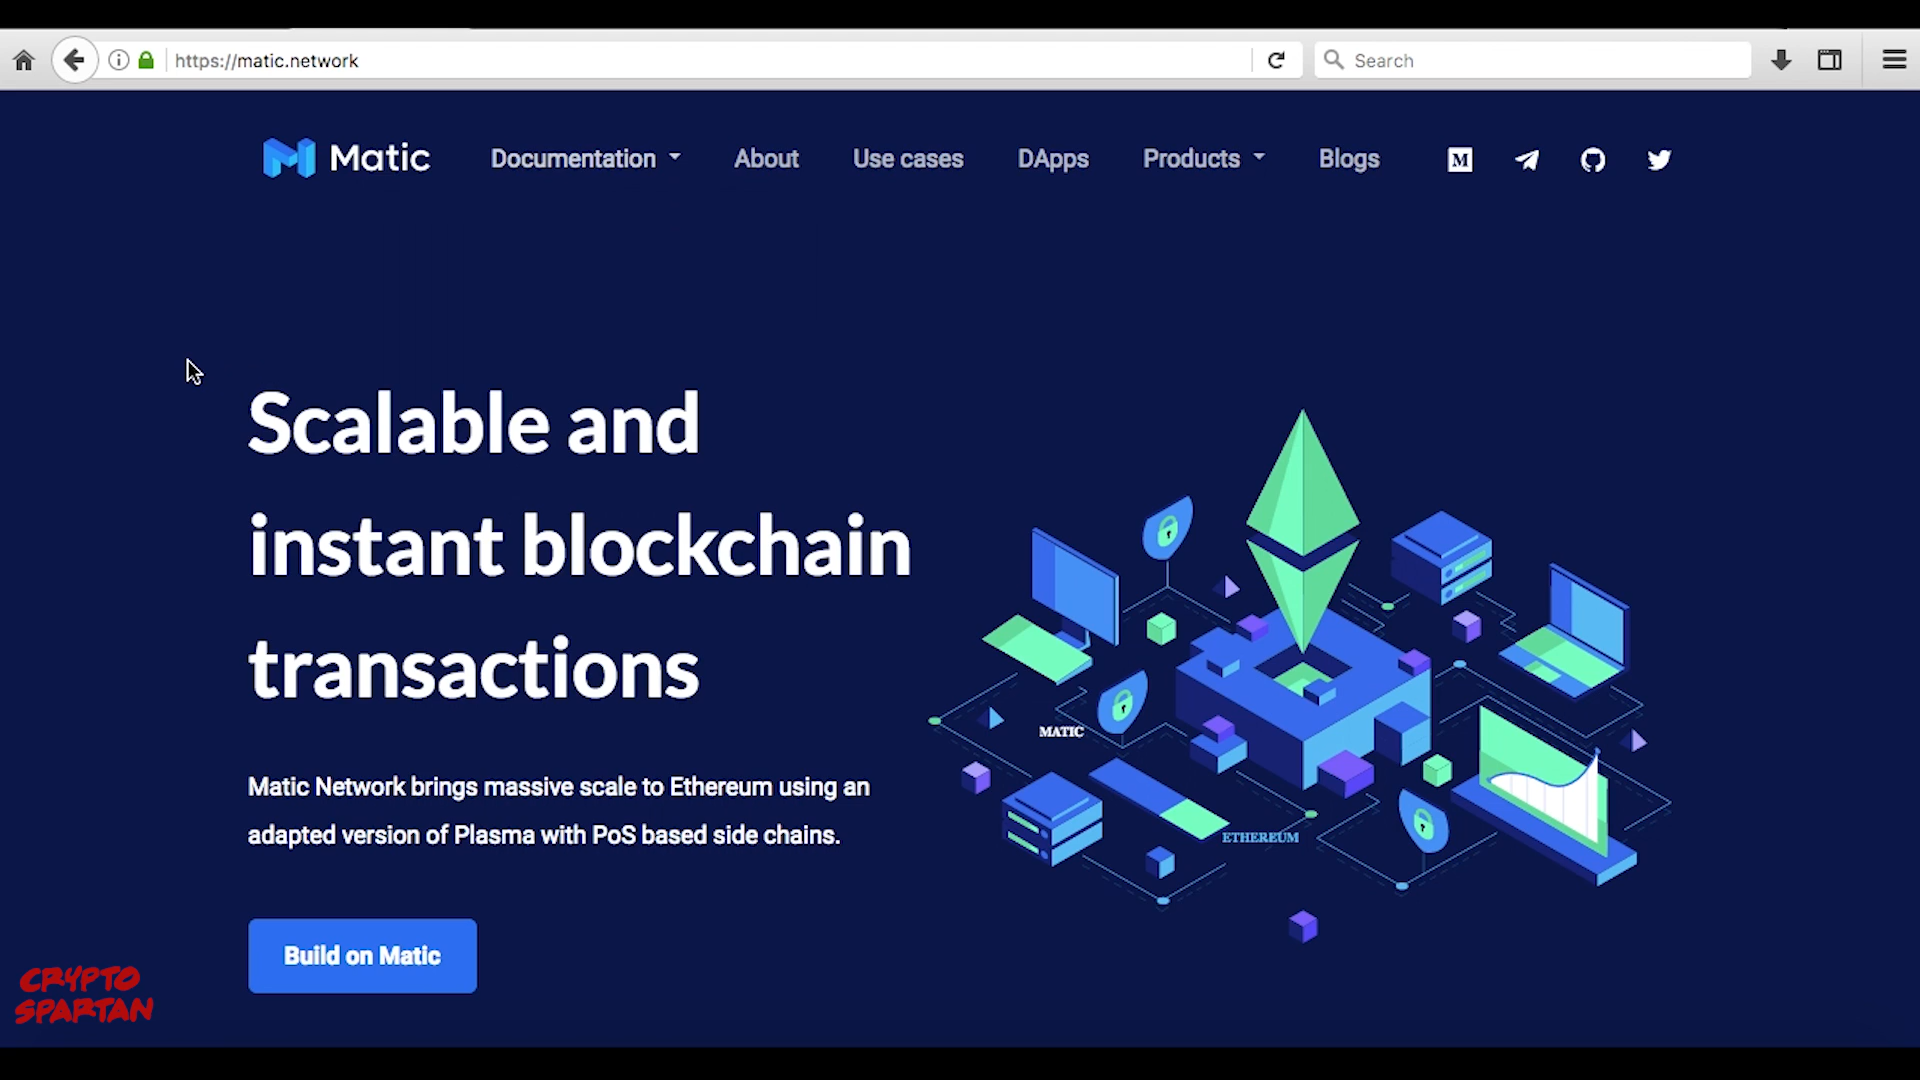 https://matic.network
Search
Matic
Documentation
About
Use cases
DApps
Products
Blogs
M
Scalable and
instant blockchain
transactions
MATIC
Matic Network brings massive scale to Ethereum using an
adapted version of Plasma with PoS based side chains.
ETHEREUM
Build on Matic
CRYPTO
SPARTAN